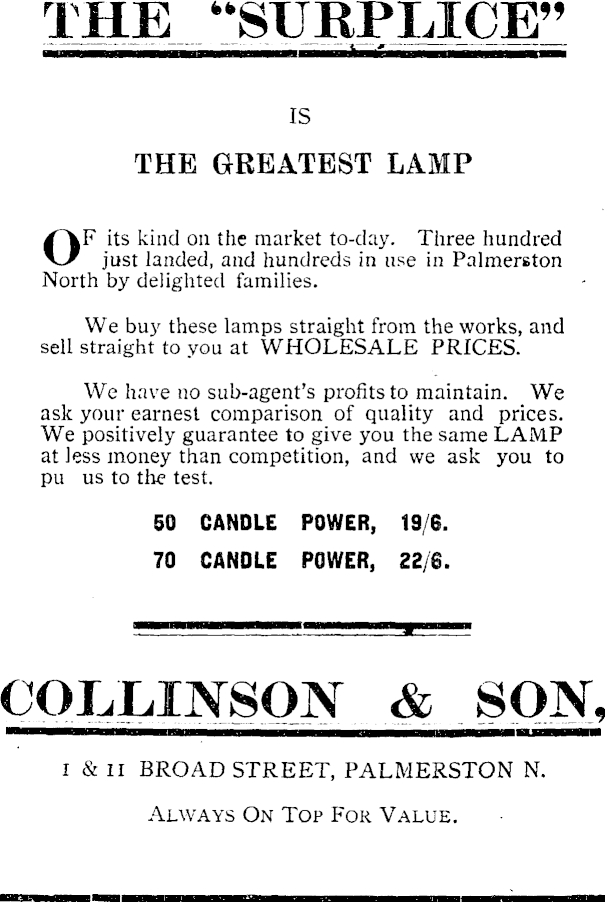 THE “SURPLICE”
IS
THE GREATEST LAMP
OF its kind on the market to-day. Three hundred
just landed, and hundreds in use in Palmerston
North by delighted families.
We buy these lamps straight from the works, and
sell straight to you at WHOLESALE PRICES.
We have no sub-agent's profits to maintain. We
ask your earnest comparison of quality and prices.
We positively guarantee to give you the same LAMP
at less money than competition, and we ask you to
pu us to the test.
50 CANDLE POWER, 19/6.
70 CANDLE POWER, 22/6.
COLLINSON & SON,
1 & 11 BROAD STREET, PALMERSTON N.
ALWAYS ON TOP FOR VALUE.